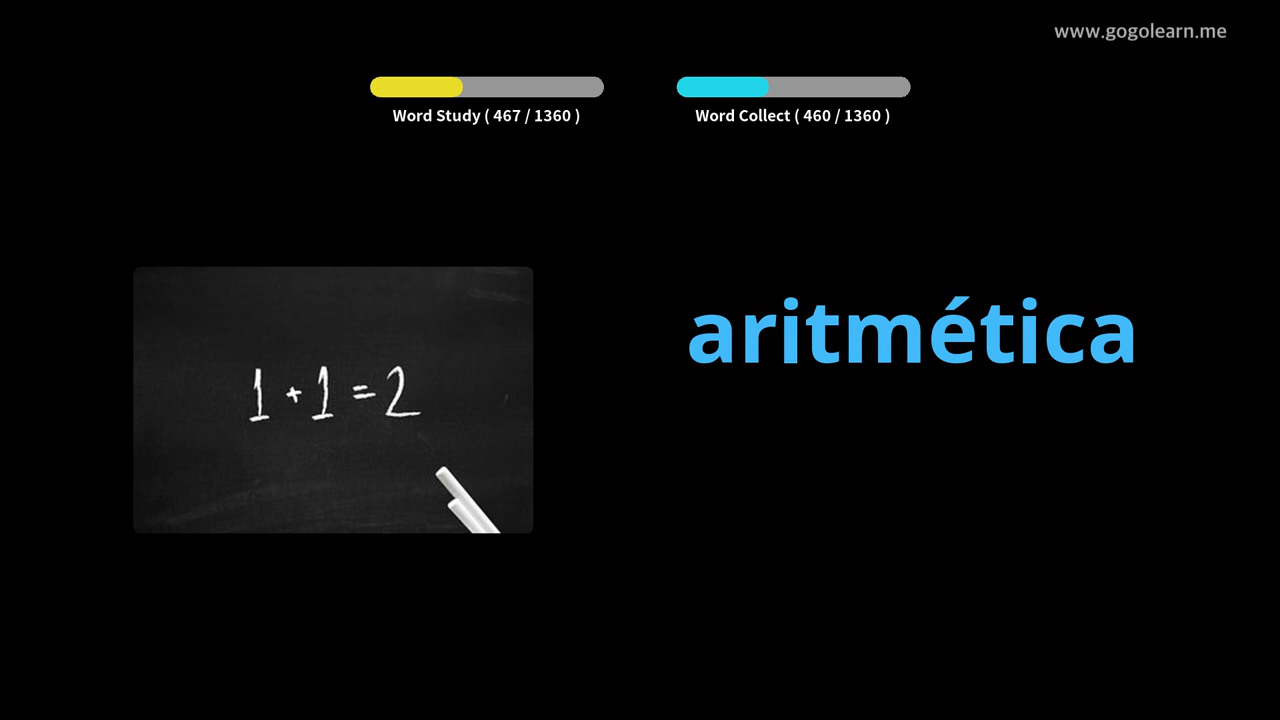 www.gogolearn.me
Word Study ( 467 / 1360 )
Word Collect ( 460 / 1360 )
aritmética
1 + 1 = 2